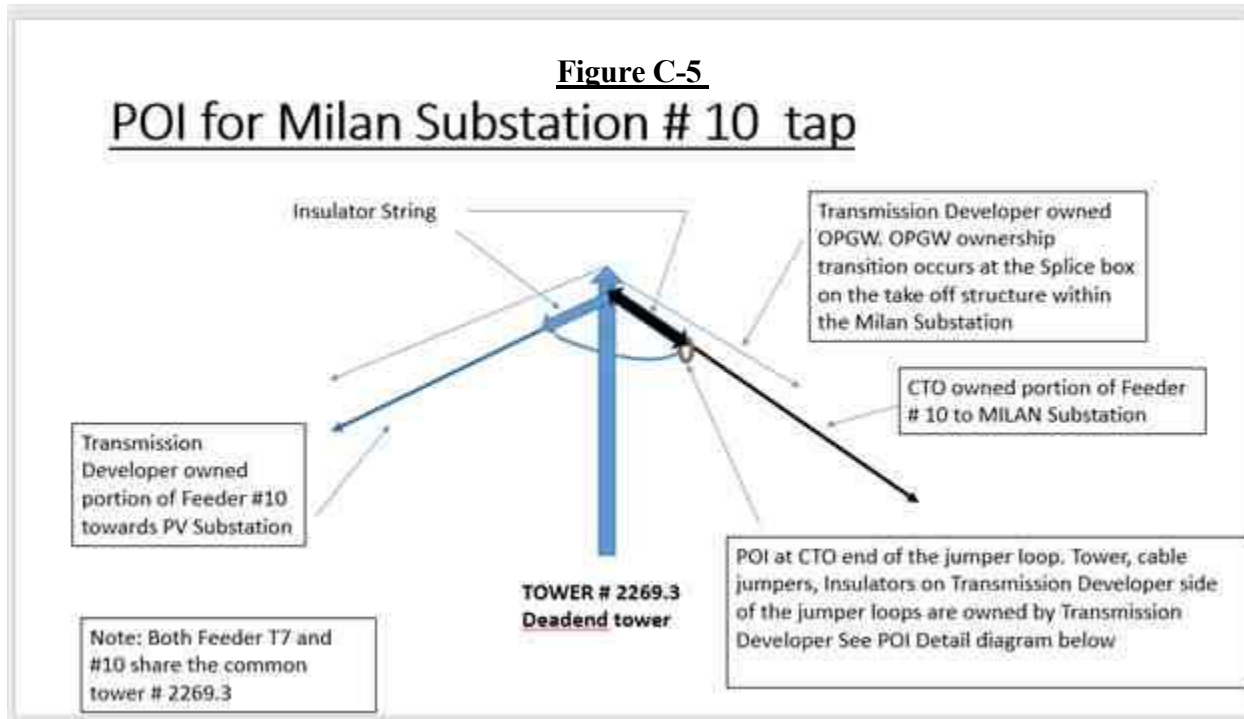 Figure C-5
POI for Milan Substation # 10 tap
Insulator String
Transmission Developer owned
OPGW. OPGW ownership
transition occurs at the Splice box
on the take off structure within
the Milan Substation
CTO owned portion of Feeder
# 10 to MILAN Substation
Transmission
Developer owned
portion of Feeder #10
towards PV Substation
POI at CTO end of the jumper loop. Tower, cable
jumpers, Insulators on Transmission Developer side
of the jumper loops are owned by Transmission
Developer See POI Detail diagram below
TOWER # 2269.3
Deadend tower
Note: Both Feeder T7 and
#10 share the common
tower # 2269.3